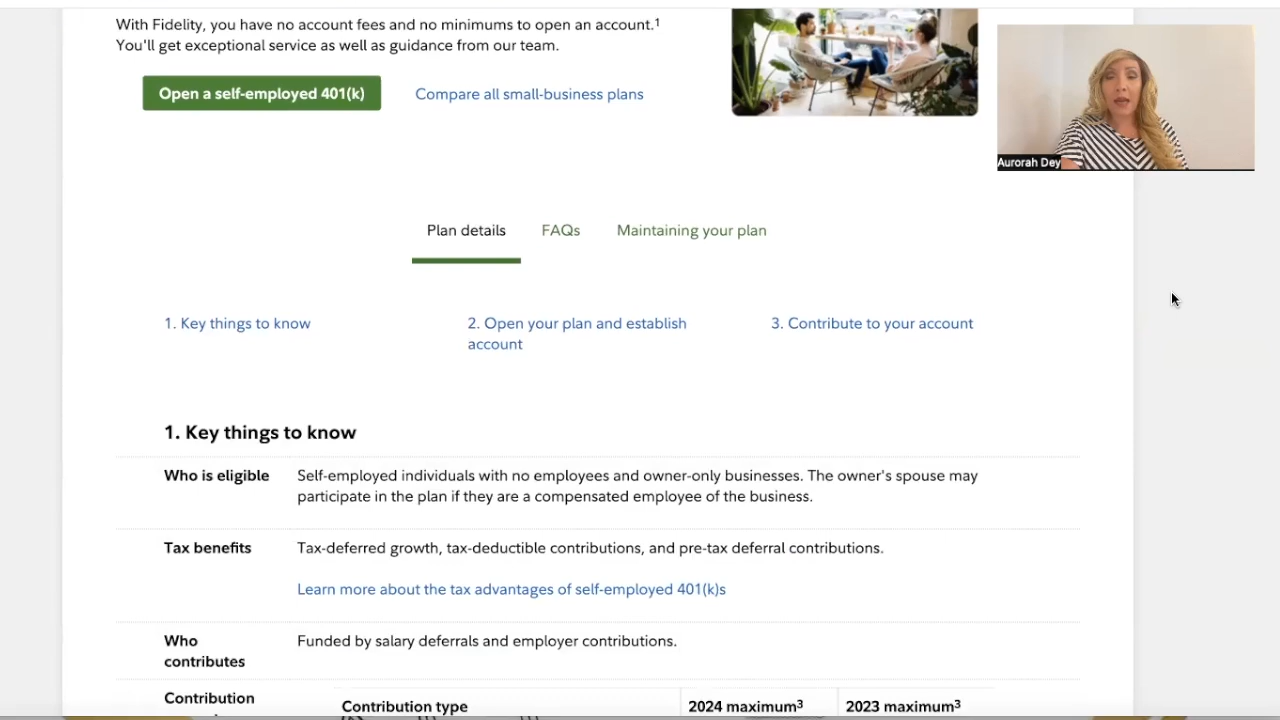 With Fidelity, you have no account fees and no minimums to open an account.1
You'll get exceptional service as well as guidance from our team.
Open a self-employed 401(k)
Compare all small-business plans
Aurorah Dey
Plan details
FAQs
Maintaining your plan
1. Key things to know
2. Open your plan and establish
account
3. Contribute to your account
1. Key things to know
Who is eligible
Self-employed individuals with no employees and owner-only businesses. The owner's spouse may
participate in the plan if they are a compensated employee of the business.
Tax benefits
Tax-deferred growth, tax-deductible contributions, and pre-tax deferral contributions.
Learn more about the tax advantages of self-employed 401(k)s
Who
contributes
Funded by salary deferrals and employer contributions.
Contribution
Contribution type
2024 maximum3
2023 maximum3